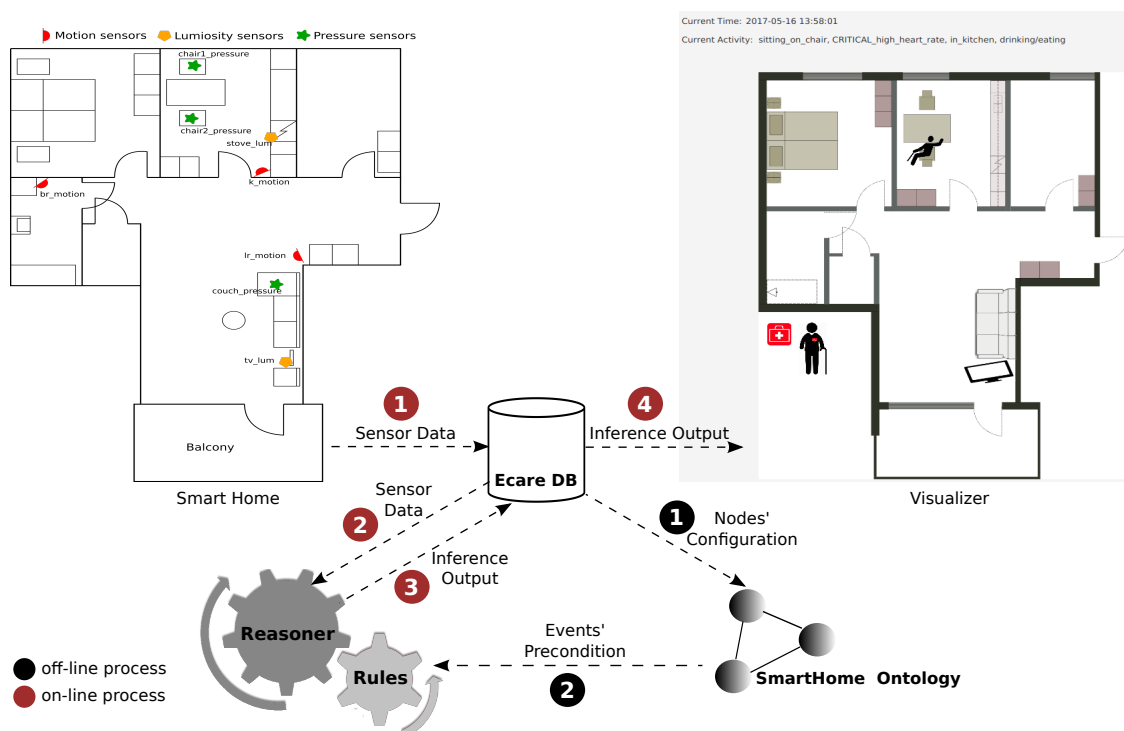 Motion sensors Lumiosity sensors Pressure sensors
chair1_pressure
chair2_pressure
stove_lum
k_motion
br_motion
lr_motion
couch_pressure
tv_lum
Balcony
Smart Home
Current Time: 2017-05-16 13:58:01
Current Activity: sitting_on_chair, CRITICAL_high_heart_rate, in_kitchen, drinking/eating
Visualizer
1
Sensor Data
Ecare DB
4
Inference Output
Sensor
Data
2
3
Inference
Output
1
Nodes'
Configuration
Reasoner
Rules
Events'
Precondition
2
SmartHome Ontology
off-line process
on-line process